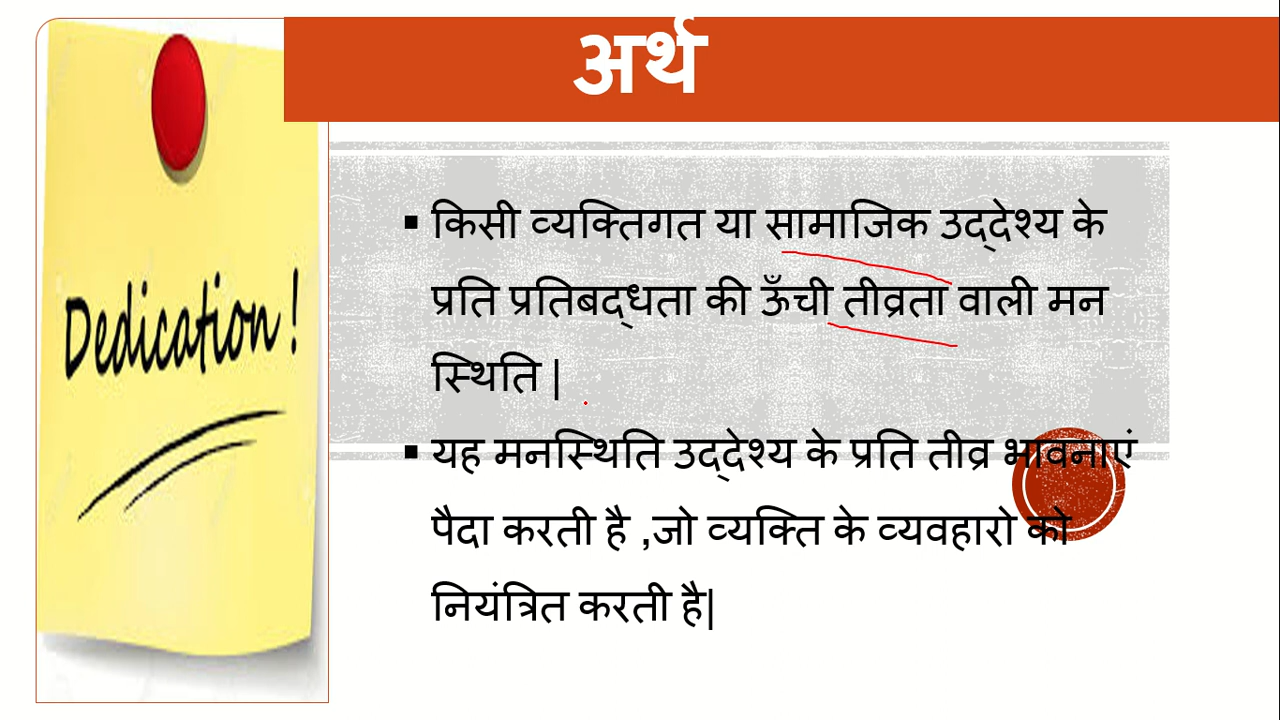 अर्थ
Dedication!
▪ किसी व्यक्तिगत या सामाजिक उद्देश्य के
प्रति प्रतिबद्धता की ऊँची तीव्रता वाली मन
स्थिति |
▪ यह मनस्थिति उद्देश्य के प्रति तीव्र भावनाएं
पैदा करती है ,जो व्यक्ति के व्यवहारो को
नियंत्रित करती है|